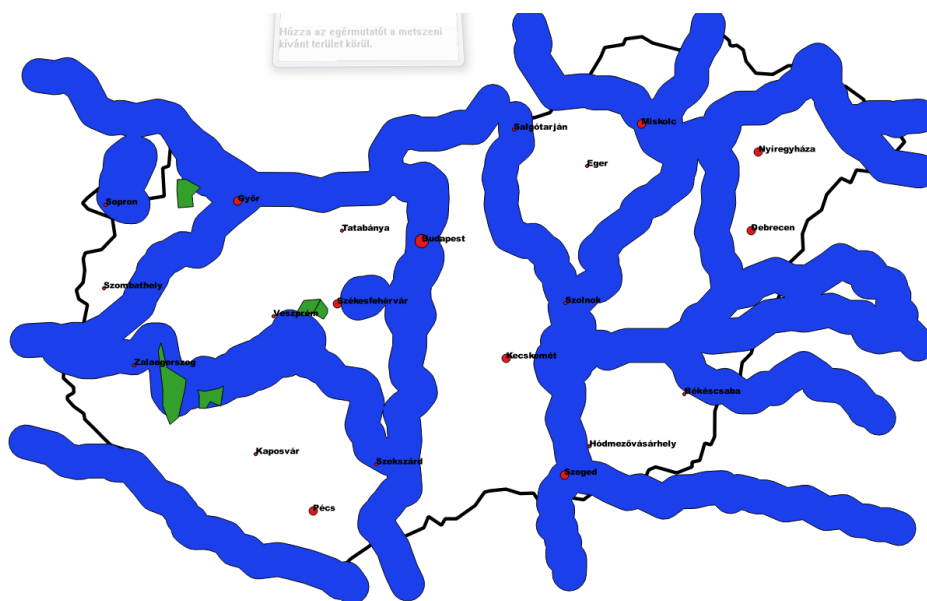 Húzza az egérmutatót a metszeni
kívánt terület körül.
Salgótarján
Miskolc
Eger
Nyíregyháza
Sopron
Győr
Tatabánya
Budapest
Debrecen
Szombathely
Székesfehérvár
Veszprém
Szolnok
Zalaegerszeg
Kecskemét
Békéscsaba
Kaposvár
Hódmezővásárhely
Szekszárd
Szeged
Pécs